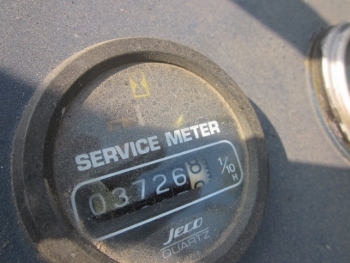 SERVICE METER
03726 1/10
H
Jeco
QUARTZ